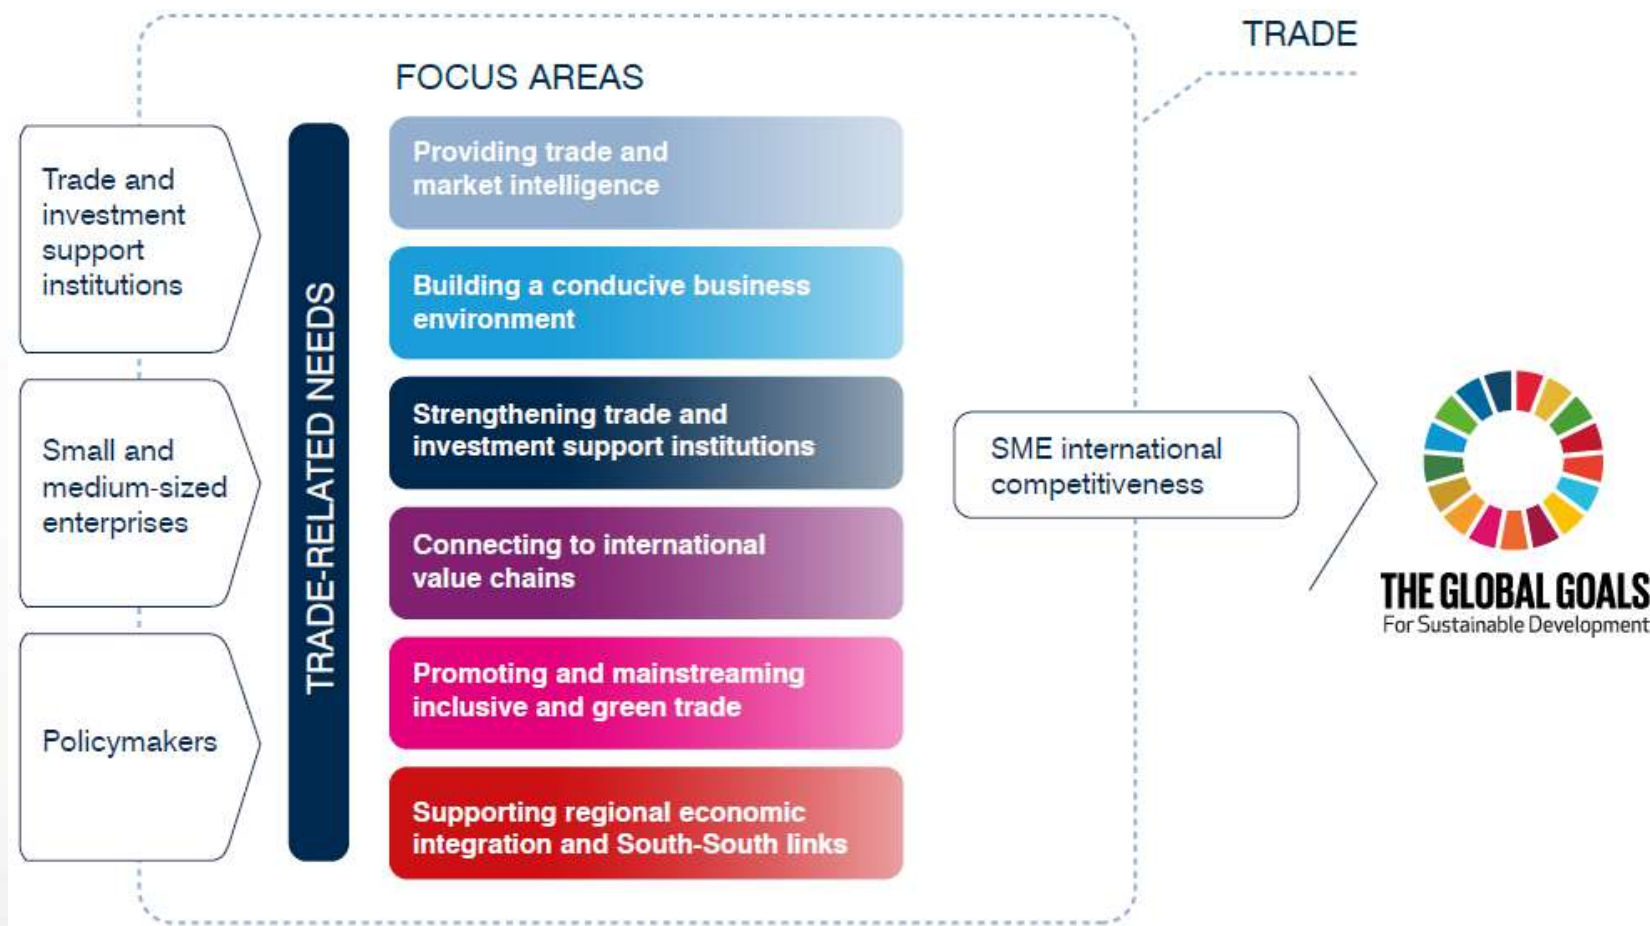 TRADE
FOCUS AREAS
Trade and
investment
support
institutions
Small and
medium-sized
enterprises
Policymakers
TRADE-RELATED NEEDS
Providing trade and
market intelligence
Building a conducive business
environment
Strengthening trade and
investment support institutions
Connecting to international
value chains
Promoting and mainstreaming
inclusive and green trade
Supporting regional economic
integration and South-South links
SME international
competitiveness
THE GLOBAL GOALS
For Sustainable Development